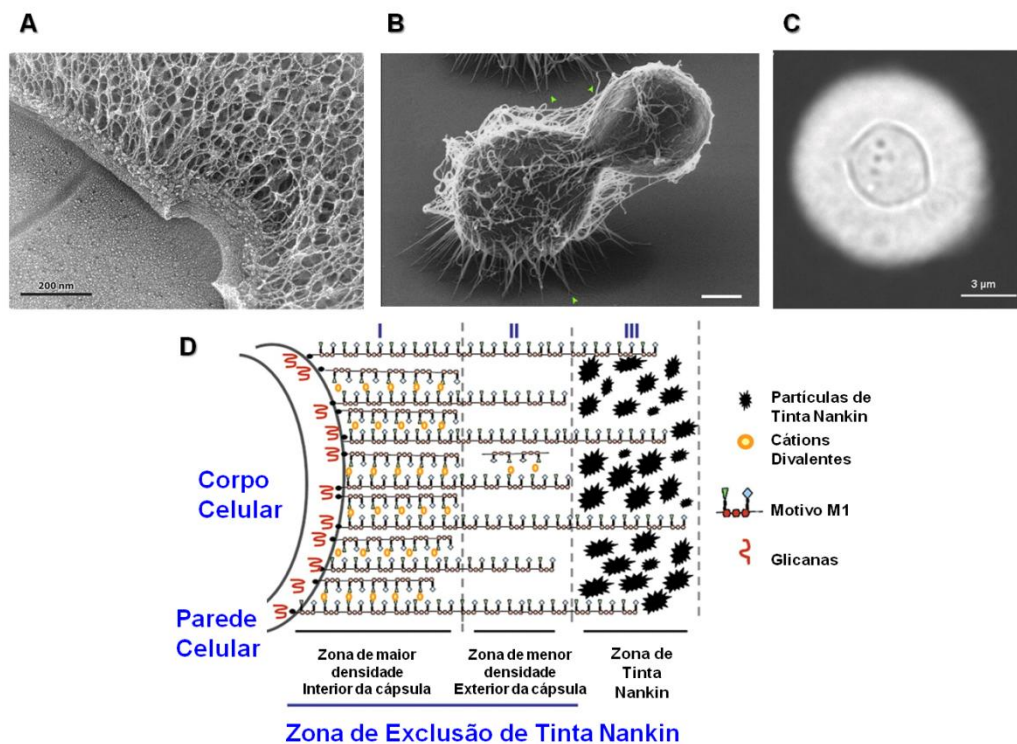 A
B
C
200 nm
3 µm
D
I
II
III
Corpo
Celular
Parede
Celular
Partículas de
Tinta Nankin
Cátions
Divalentes
Motivo M1
Glicanas
Zona de maior
densidade
Interior da cápsula
Zona de menor
densidade
Exterior da cápsula
Zona de
Tinta
Nankin
Zona de Exclusão de Tinta Nankin